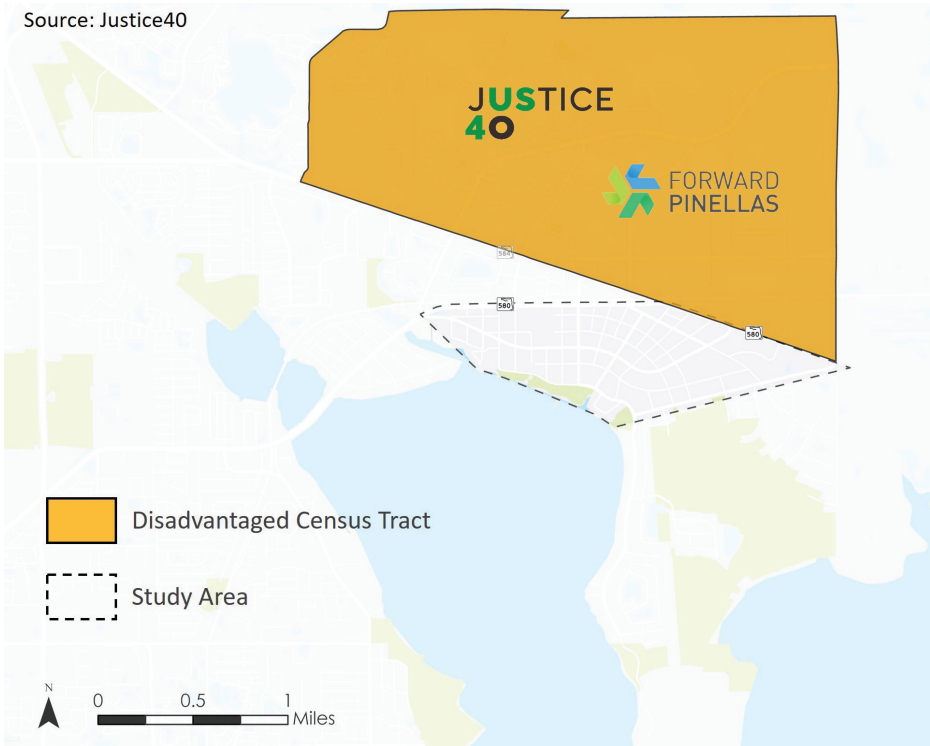 Source: Justice40
JUSTICE
40
FORWARD
PINELLAS
584
580
580
Disadvantaged Census Tract
Study Area
N
0 0.5 1
Miles